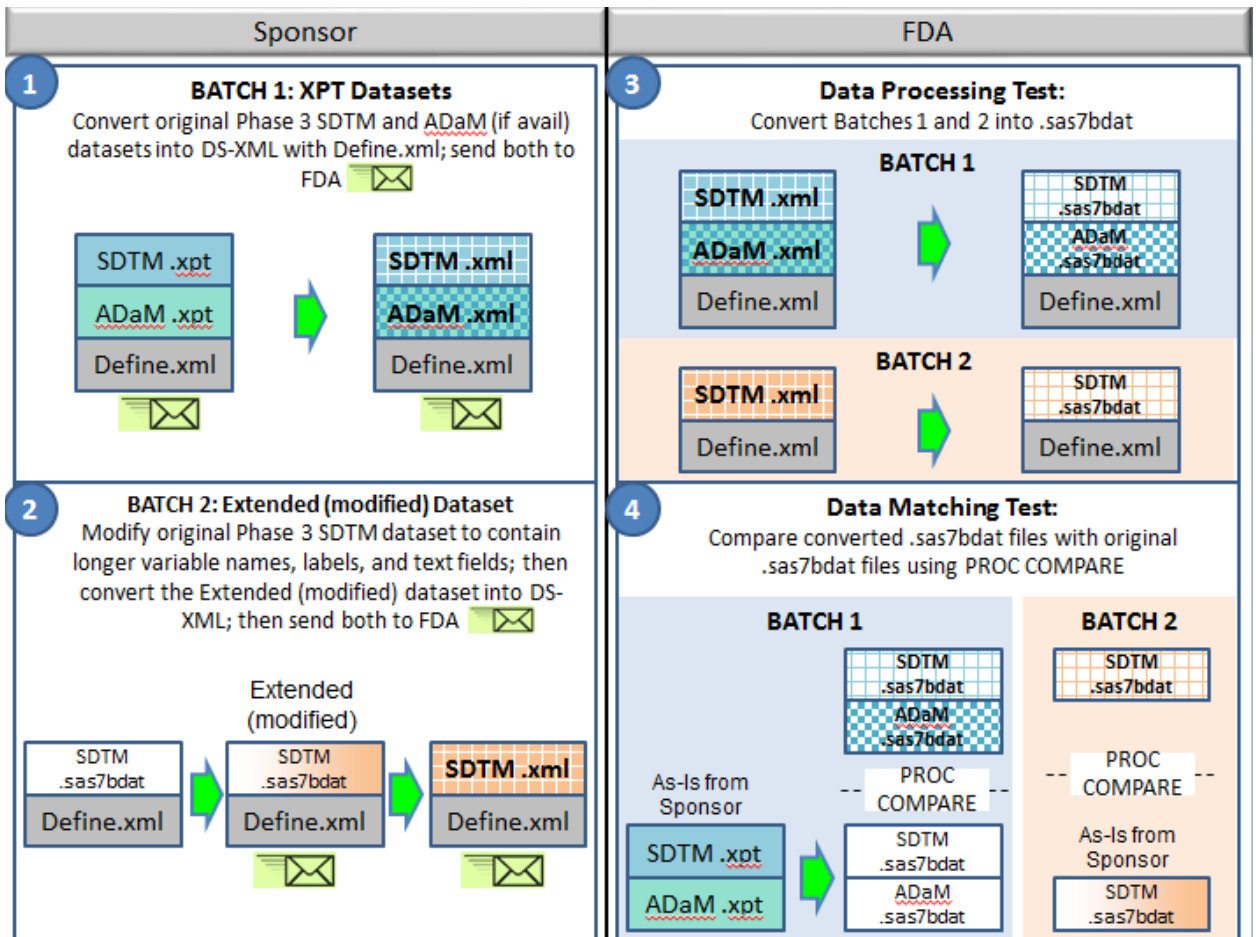 Sponsor
1
BATCH 1: XPT Datasets
Convert original Phase 3 SDTM and ADaM (if avail)
datasets into DS-XML with Define.xml; send both to
FDA
SDTM .xpt
ADaM .xpt
Define.xml
SDTM .xml
ADaM .xml
Define.xml
2
BATCH 2: Extended (modified) Dataset
Modify original Phase 3 SDTM dataset to contain
longer variable names, labels, and text fields; then
convert the Extended (modified) dataset into DS-
XML; then send both to FDA
Extended
(modified)
SDTM
.sas7bdat
Define.xml
SDTM
.sas7bdat
Define.xml
SDTM .xml
Define.xml
FDA
3
Data Processing Test:
Convert Batches 1 and 2 into .sas7bdat
BATCH 1
SDTM .xml
ADaM .xml
Define.xml
SDTM
.sas7bdat
ADaM
.sas7bdat
Define.xml
BATCH 2
SDTM .xml
Define.xml
SDTM
.sas7bdat
Define.xml
4
Data Matching Test:
Compare converted .sas7bdat files with original
.sas7bdat files using PROC COMPARE
BATCH 1
SDTM
.sas7bdat
ADaM
.sas7bdat
PROC
COMPARE
As-Is from
Sponsor
SDTM .xpt
ADaM .xpt
SDTM
.sas7bdat
ADaM
.sas7bdat
BATCH 2
SDTM
.sas7bdat
PROC
COMPARE
As-Is from
Sponsor
SDTM
.sas7bdat